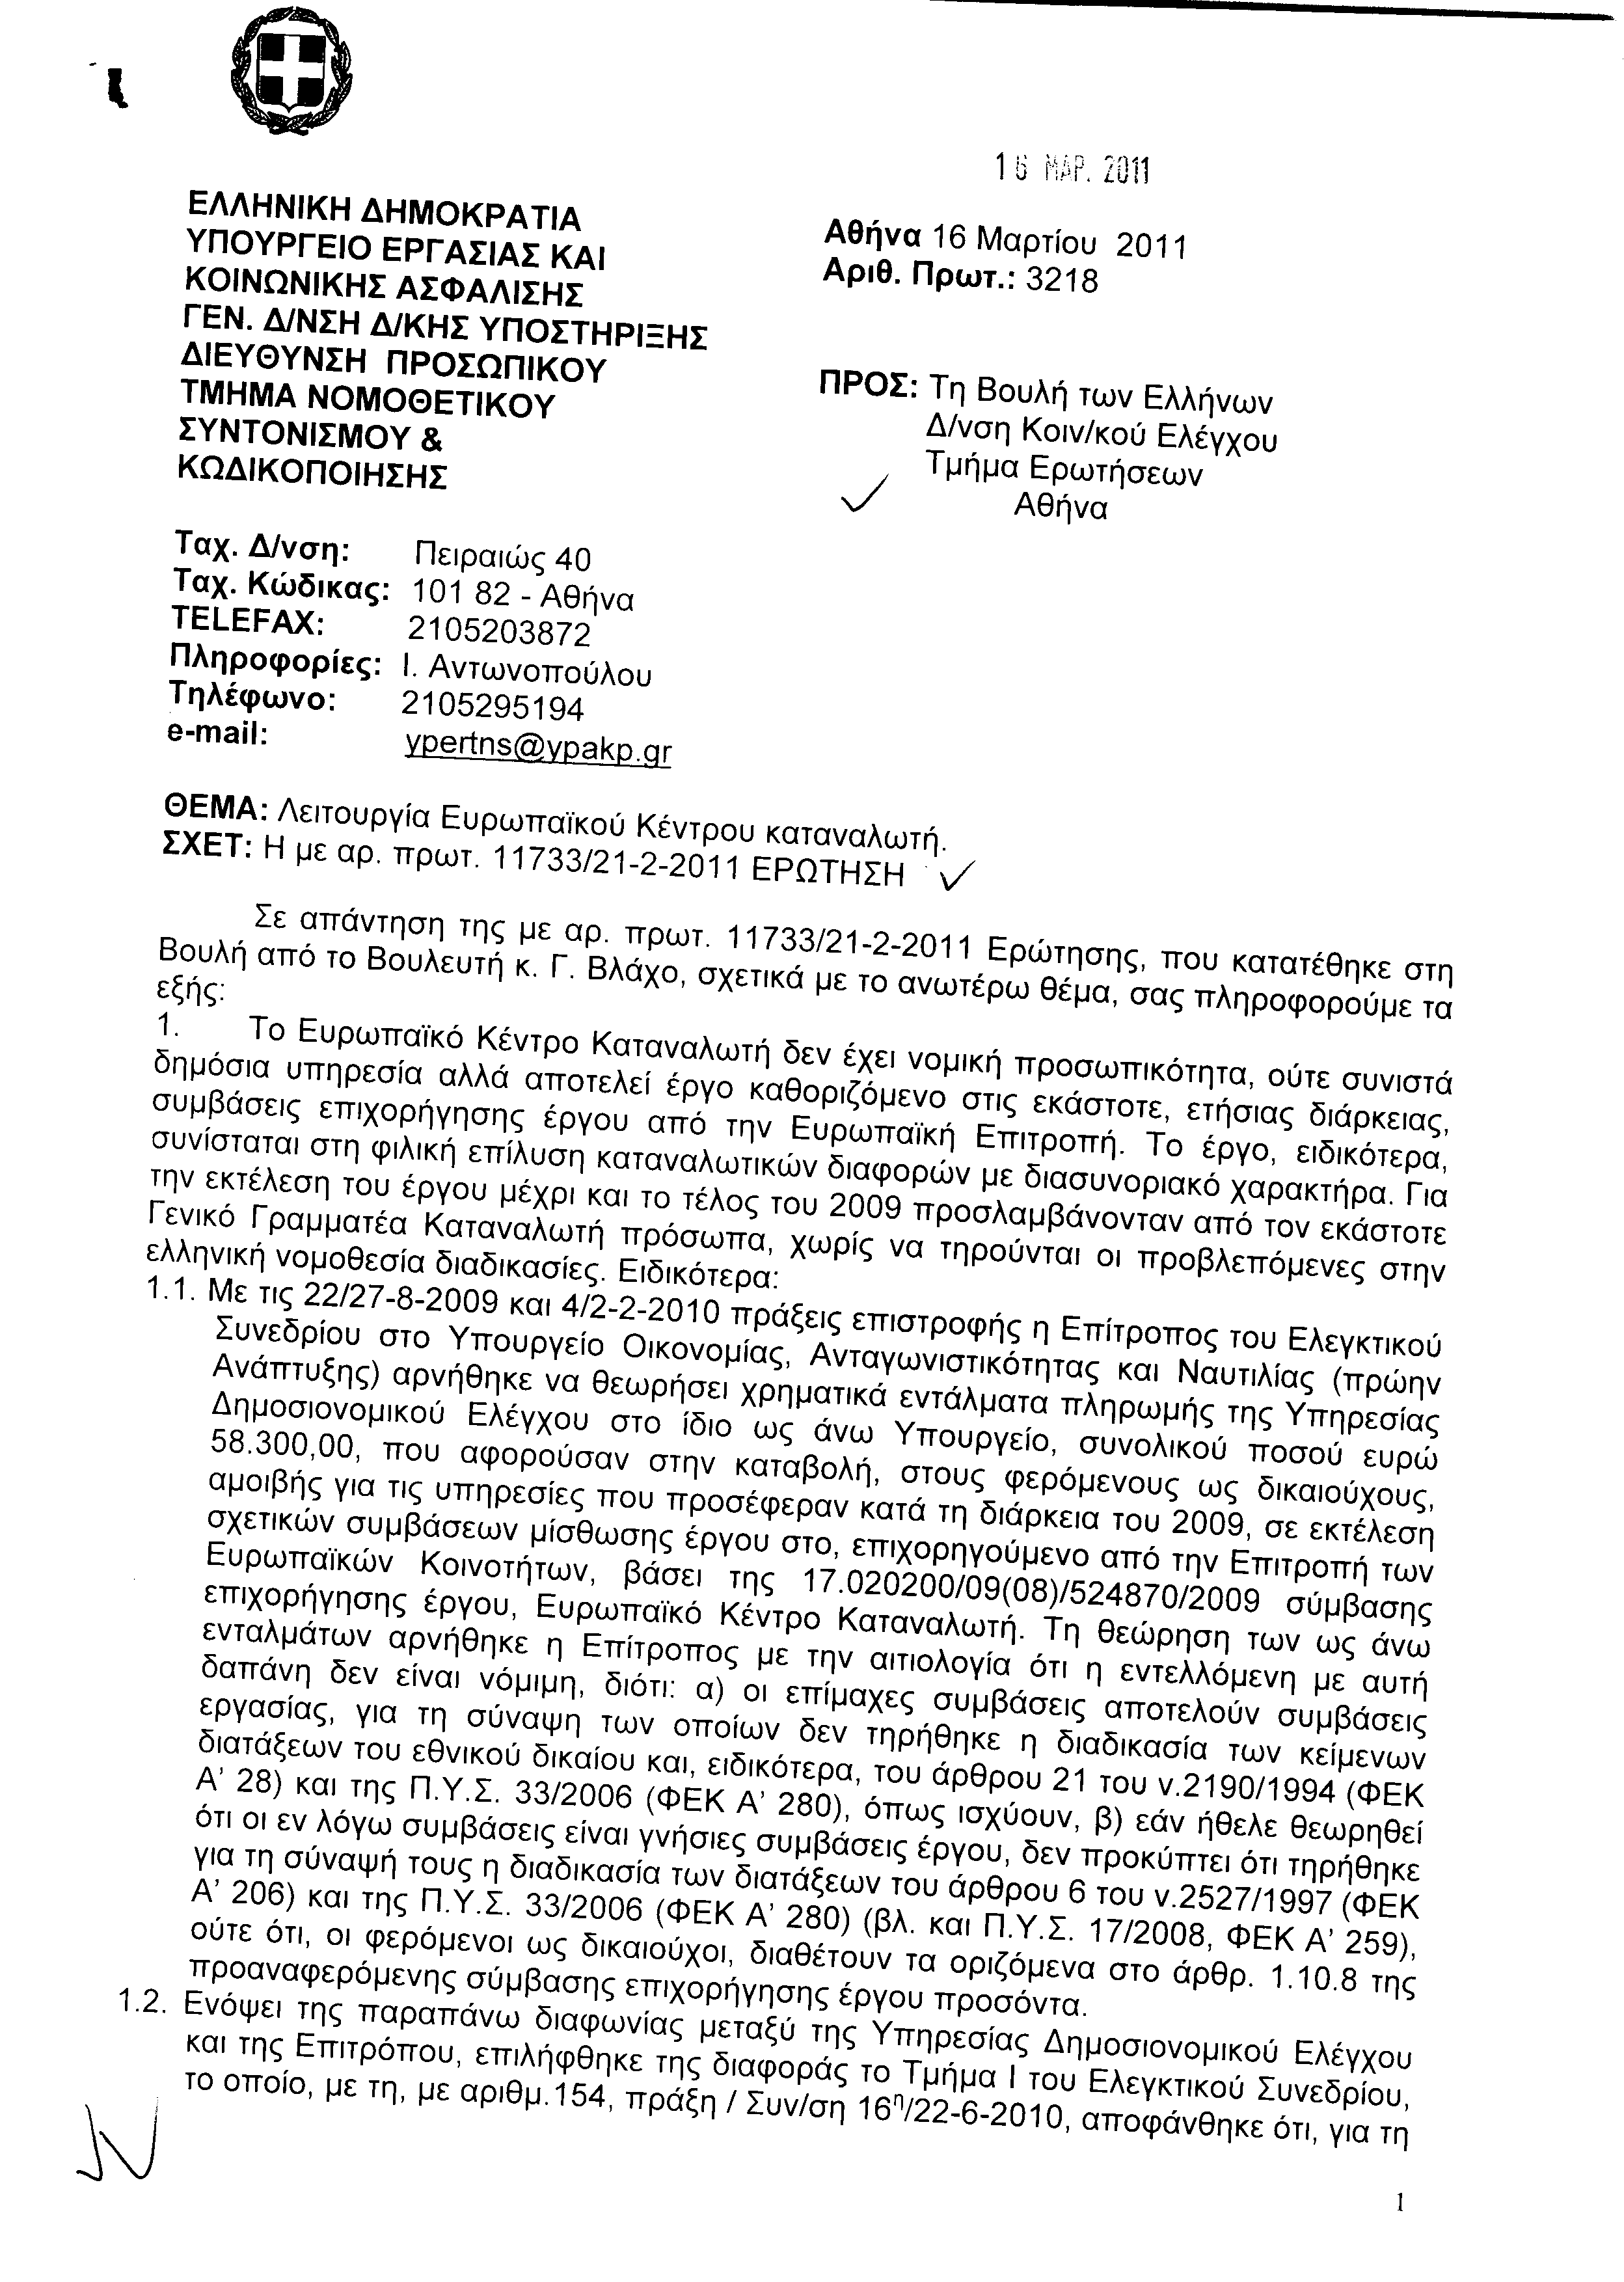 16 ΜΑΡ. 2011
ΕΛΛΗΝΙΚΗ ΔΗΜΟΚΡΑΤΙΑ
ΥΠΟΥΡΓΕΙΟ ΕΡΓΑΣΙΑΣ ΚΑΙ
ΚΟΙΝΩΝΙΚΗΣ ΑΣΦΑΛΙΣΗΣ
ΓΕΝ. Δ/ΝΣΗ Δ/ΚΗΣ ΥΠΟΣΤΗΡΙΞΗΣ
ΔΙΕΥΘΥΝΣΗ ΠΡΟΣΩΠΙΚΟΥ
ΤΜΗΜΑ ΝΟΜΟΘΕΤΙΚΟΥ
ΣΥΝΤΟΝΙΣΜΟΥ &
ΚΩΔΙΚΟΠΟΙΗΣΗΣ
Αθήνα 16 Μαρτίου 2011
Αριθ. Πρωτ.: 3218
ΠΡΟΣ: Τη Βουλή των Ελλήνων
Δ/νση Κοιν/κού Ελέγχου
Τμήμα Ερωτήσεων
Αθήνα
Ταχ. Δ/νση: Πειραιώς 40
Ταχ. Κώδικας: 101 82 - Αθήνα
TELEFAX: 2105203872
Πληροφορίες: Ι. Αντωνοπούλου
Τηλέφωνο: 2105295194
e-mail: ypertns@ypakp.gr
ΘΕΜΑ: Λειτουργία Ευρωπαϊκού Κέντρου καταναλωτή.
ΣΧΕΤ: Η με αρ. πρωτ. 11733/21-2-2011 ΕΡΩΤΗΣΗ
Σε απάντηση της με αρ. πρωτ. 11733/21-2-2011 Ερώτησης, που κατατέθηκε στη
Βουλή από το Βουλευτή κ. Γ. Βλάχο, σχετικά με το ανωτέρω θέμα, σας πληροφορούμε τα
εξής:
1. Το Ευρωπαϊκό Κέντρο Καταναλωτή δεν έχει νομική προσωπικότητα, ούτε συνιστά
δημόσια υπηρεσία αλλά αποτελεί έργο καθοριζόμενο στις εκάστοτε, ετήσιας διάρκειας,
συμβάσεις επιχορήγησης έργου από την Ευρωπαϊκή Επιτροπή. Το έργο, ειδικότερα,
συνίσταται στη φιλική επίλυση καταναλωτικών διαφορών με διασυνοριακό χαρακτήρα. Για
την εκτέλεση του έργου μέχρι και το τέλος του 2009 προσλαμβάνονταν από τον εκάστοτε
Γενικό Γραμματέα Καταναλωτή πρόσωπα, χωρίς να τηρούνται οι προβλεπόμενες στην
ελληνική νομοθεσία διαδικασίες. Ειδικότερα:
1.1. Με τις 22/27-8-2009 και 4/2-2-2010 πράξεις επιστροφής η Επίτροπος του Ελεγκτικού
Συνεδρίου στο Υπουργείο Οικονομίας, Ανταγωνιστικότητας και Ναυτιλίας (πρώην
Ανάπτυξης) αρνήθηκε να θεωρήσει χρηματικά εντάλματα πληρωμής της Υπηρεσίας
Δημοσιονομικού Ελέγχου στο ίδιο ως άνω Υπουργείο, συνολικού ποσού ευρώ
58.300,00, που αφορούσαν στην καταβολή, στους φερόμενους ως δικαιούχους,
αμοιβής για τις υπηρεσίες που προσέφεραν κατά τη διάρκεια του 2009, σε εκτέλεση
σχετικών συμβάσεων μίσθωσης έργου στο, επιχορηγούμενο από την Επιτροπή των
Ευρωπαϊκών Κοινοτήτων, βάσει της 17.020200/09(08)/524870/2009 σύμβασης
επιχορήγησης έργου, Ευρωπαϊκό Κέντρο Καταναλωτή. Τη θεώρηση των ως άνω
ενταλμάτων αρνήθηκε η Επίτροπος με την αιτιολογία ότι η εντελλόμενη με αυτή
δαπάνη δεν είναι νόμιμη, διότι: α) οι επίμαχες συμβάσεις αποτελούν συμβάσεις
εργασίας, για τη σύναψη των οποίων δεν τηρήθηκε η διαδικασία των κείμενων
διατάξεων του εθνικού δικαίου και, ειδικότερα, του άρθρου 21 του ν.2190/1994 (ΦΕΚ
Α’ 28) και της Π.Υ.Σ. 33/2006 (ΦΕΚ Α’ 280), όπως ισχύουν, β) εάν ήθελε θεωρηθεί
ότι οι εν λόγω συμβάσεις είναι γνήσιες συμβάσεις έργου, δεν προκύπτει ότι τηρήθηκε
για τη σύναψή τους η διαδικασία των διατάξεων του άρθρου 6 του ν.2527/1997 (ΦΕΚ
Α’ 206) και της Π.Υ.Σ. 33/2006 (ΦΕΚ Α’ 280) (βλ. και Π.Υ.Σ. 17/2008, ΦΕΚ Α’ 259),
ούτε ότι, οι φερόμενοι ως δικαιούχοι, διαθέτουν τα οριζόμενα στο άρθρ. 1.10.8 της
προαναφερόμενης σύμβασης επιχορήγησης έργου προσόντα.
1.2. Ενόψει της παραπάνω διαφωνίας μεταξύ της Υπηρεσίας Δημοσιονομικού Ελέγχου
και της Επιτρόπου, επιλήφθηκε της διαφοράς το Τμήμα Ι του Ελεγκτικού Συνεδρίου,
το οποίο, με τη, με αριθμ.154, πράξη / Συν/ση 16η/22-6-2010, αποφάνθηκε ότι, για τη
1